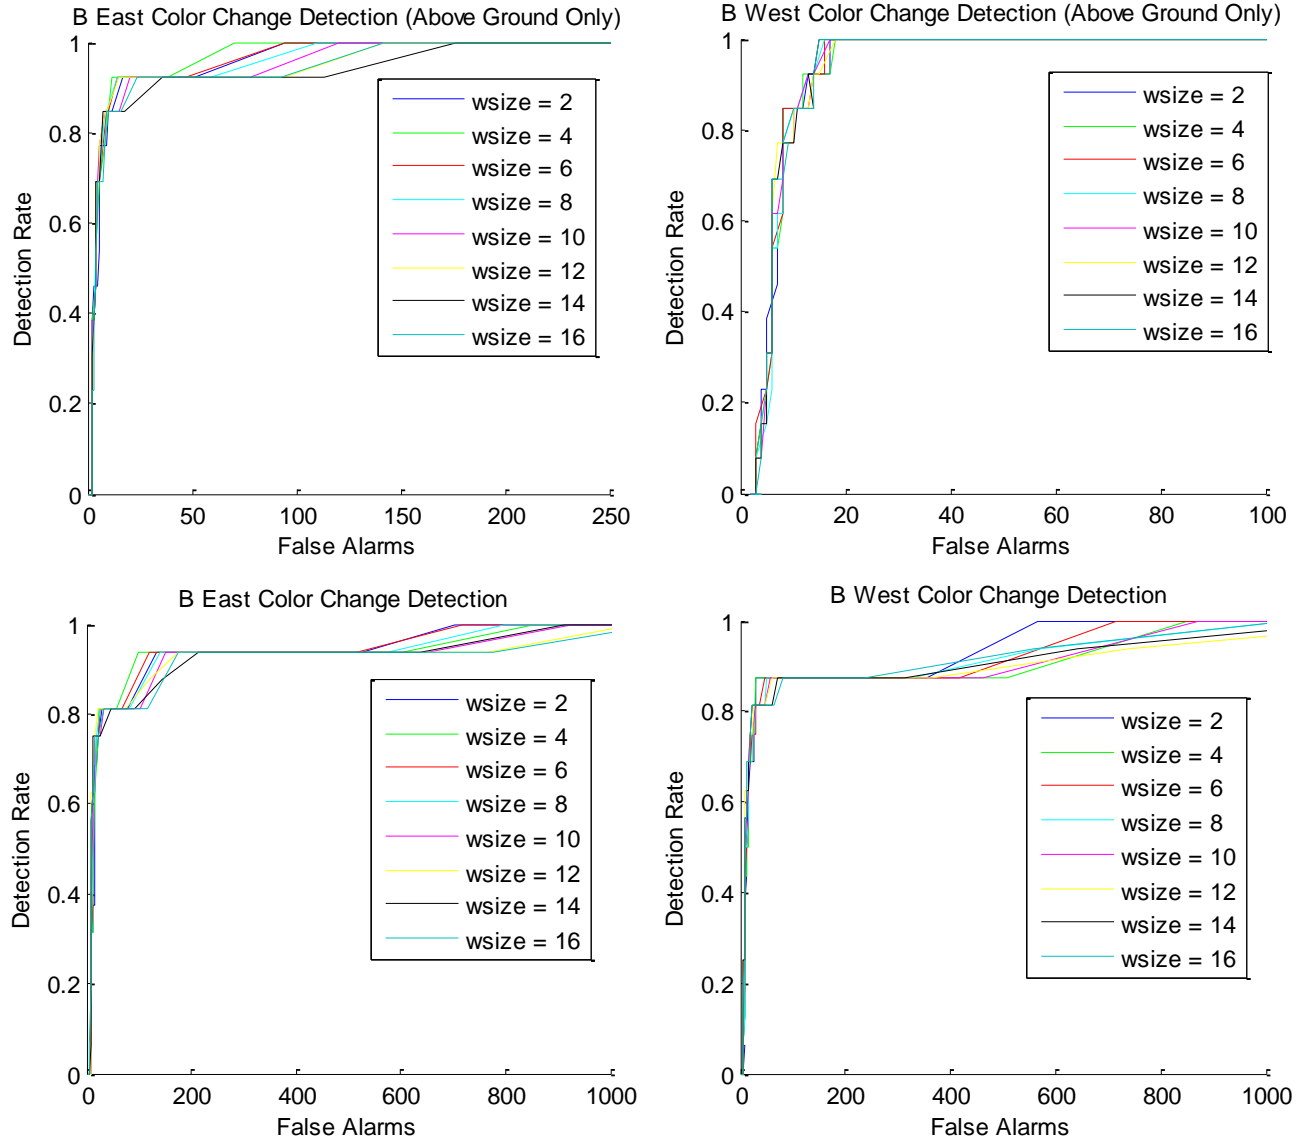 B East Color Change Detection (Above Ground Only)
1
0.8
0.6
0.4
0.2
0
Detection Rate
0 50 100 150 200 250
False Alarms
wsize = 2
wsize = 4
wsize = 6
wsize = 8
wsize = 10
wsize = 12
wsize = 14
wsize = 16
B West Color Change Detection (Above Ground Only)
1
0.8
0.6
0.4
0.2
0
Detection Rate
0 20 40 60 80 100
False Alarms
wsize = 2
wsize = 4
wsize = 6
wsize = 8
wsize = 10
wsize = 12
wsize = 14
wsize = 16
B East Color Change Detection
1
0.8
0.6
0.4
0.2
0
Detection Rate
0 200 400 600 800 1000
False Alarms
wsize = 2
wsize = 4
wsize = 6
wsize = 8
wsize = 10
wsize = 12
wsize = 14
wsize = 16
B West Color Change Detection
1
0.8
0.6
0.4
0.2
0
Detection Rate
0 200 400 600 800 1000
False Alarms
wsize = 2
wsize = 4
wsize = 6
wsize = 8
wsize = 10
wsize = 12
wsize = 14
wsize = 16